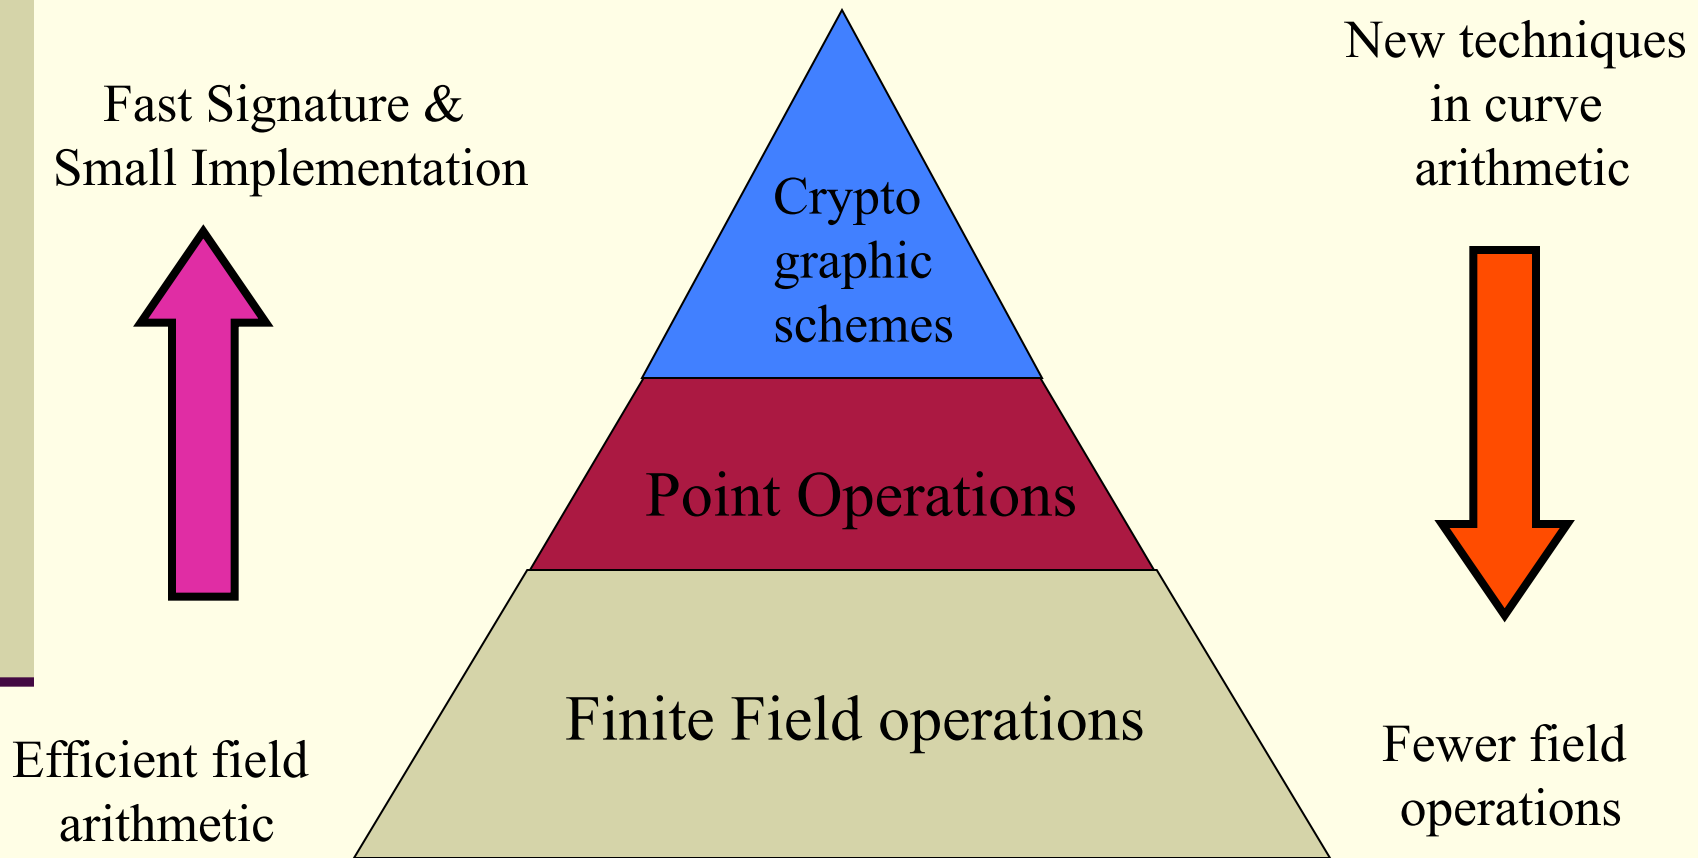 Fast Signature &
Small Implementation
Efficient field
arithmetic
Crypto
graphic
schemes
Point Operations
Finite Field operations
New techniques
in curve
arithmetic
Fewer field
operations